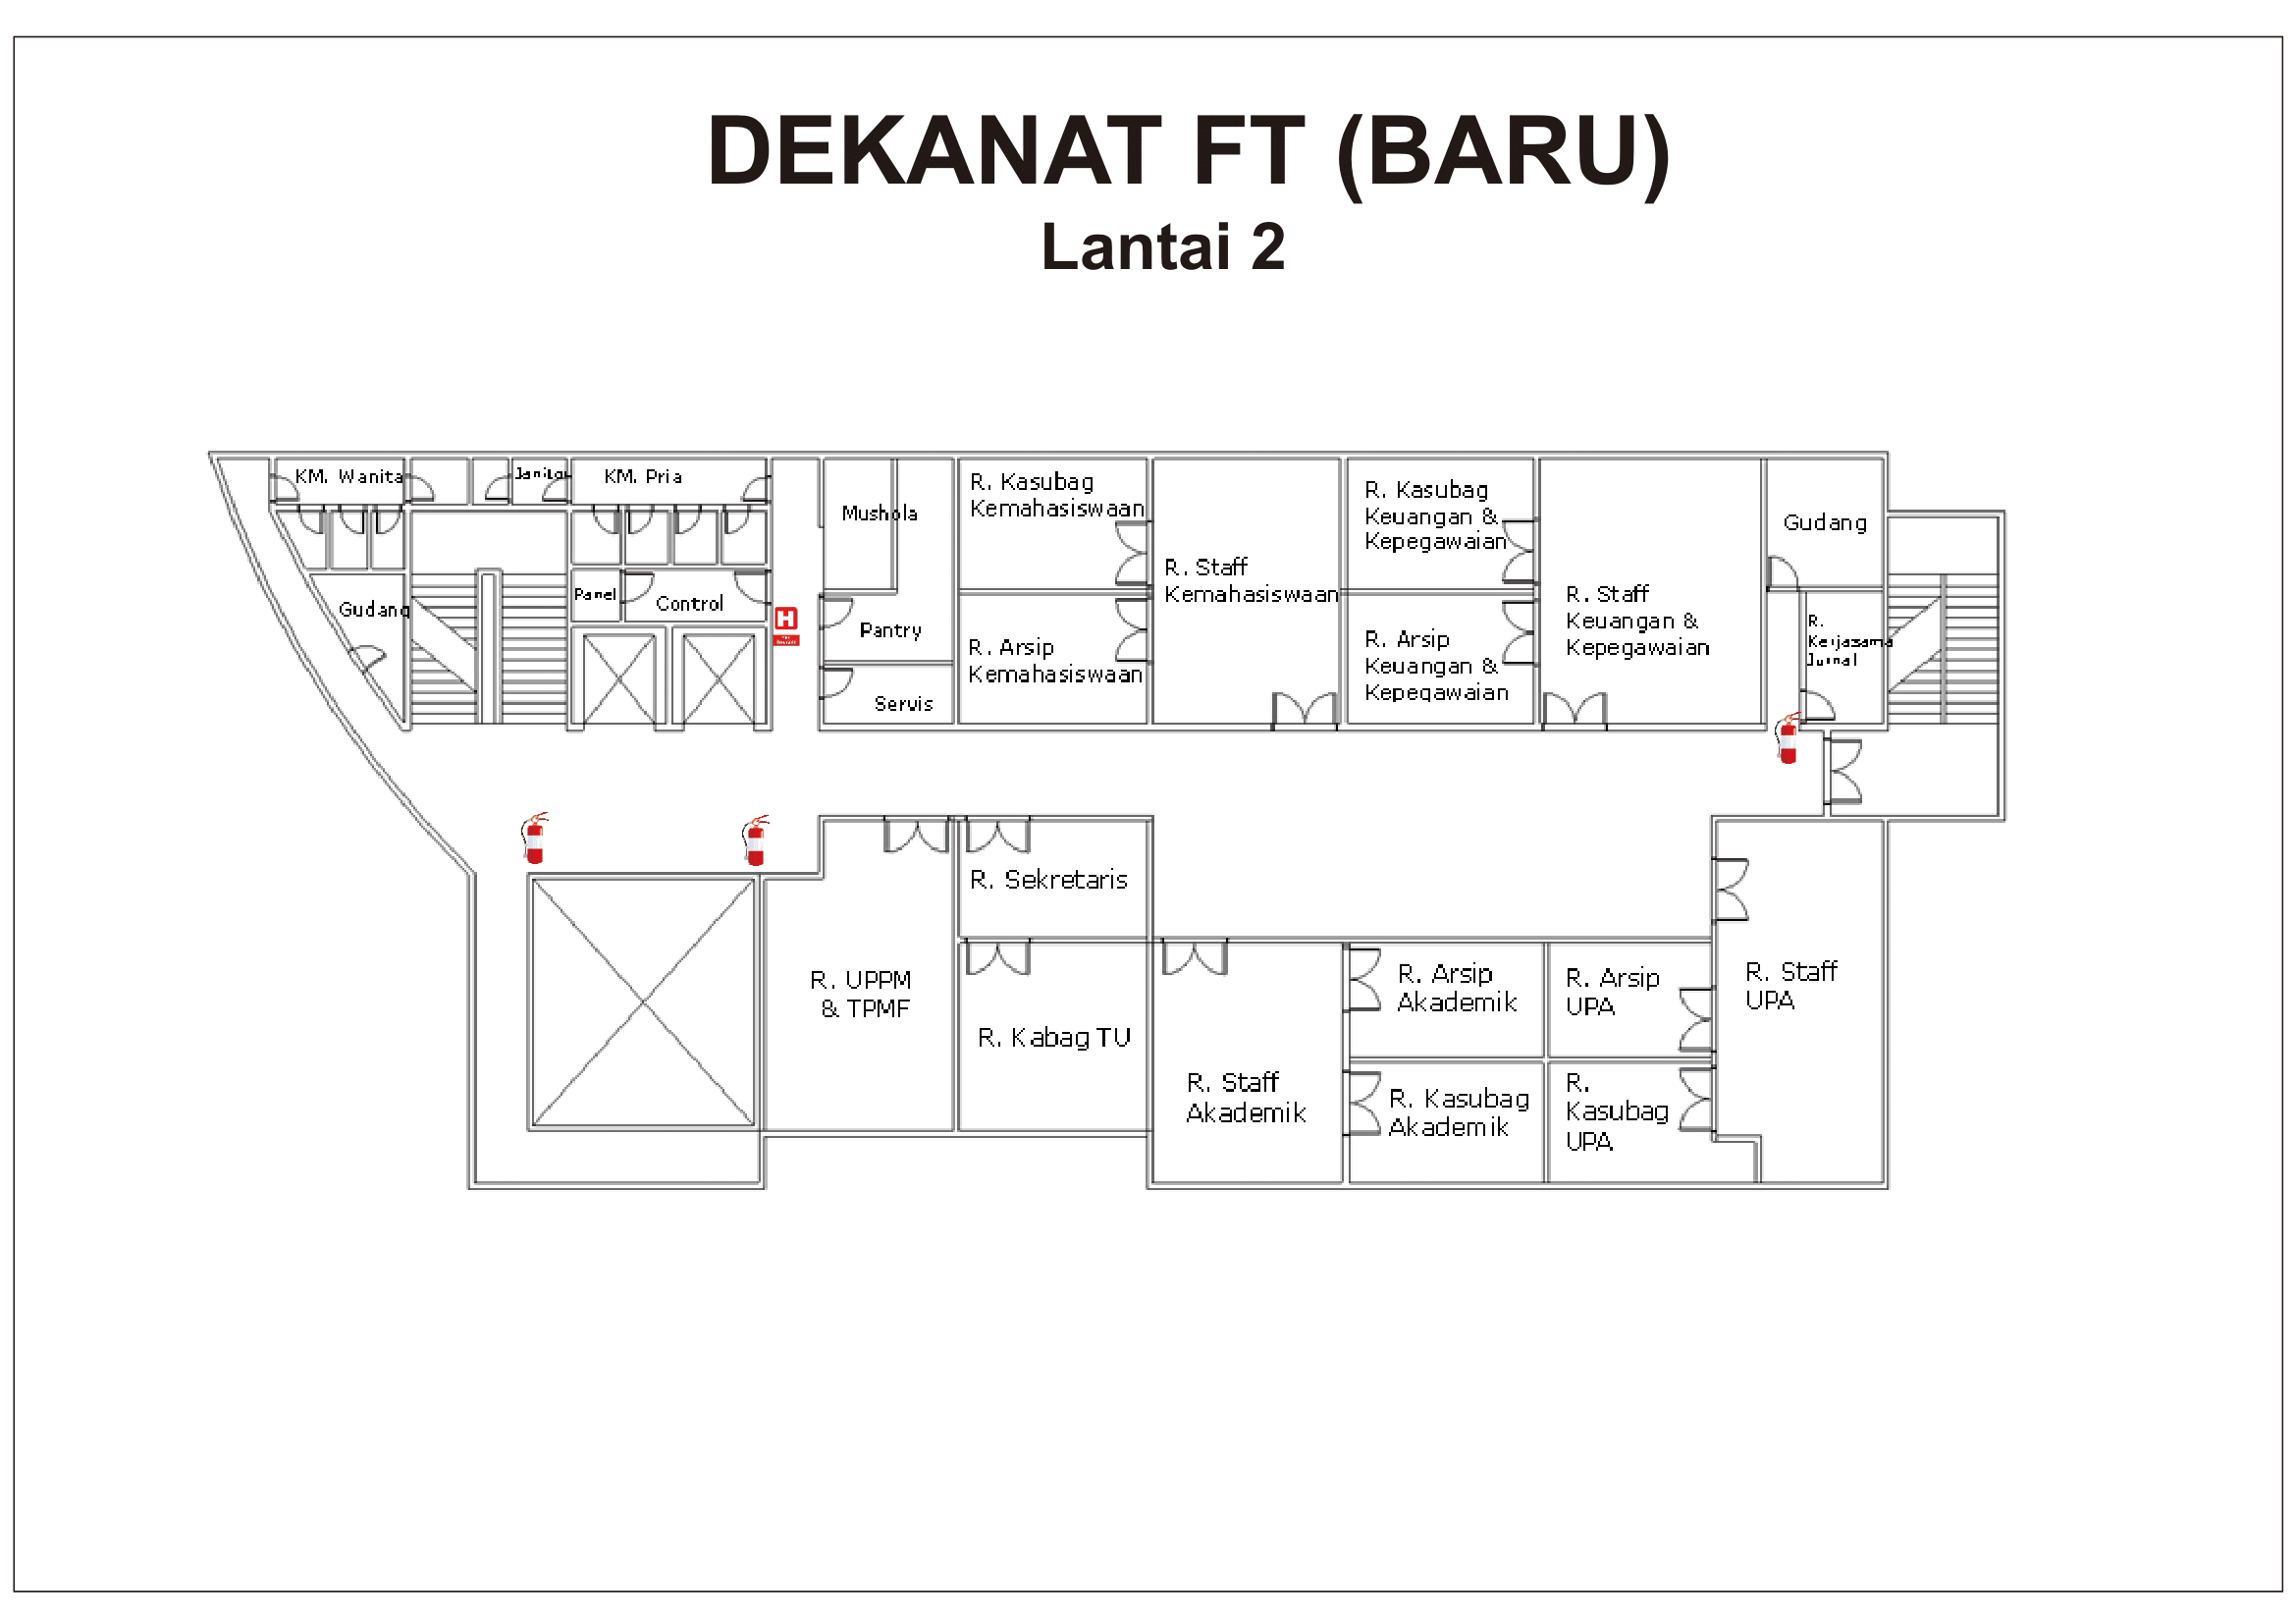 DEKANAT FT (BARU)
Lantai 2
KM. Wanita
Janitor
KM. Pria
Mushola
R. Kasubag
Kemahasiswaan
R. Kasubag
Keuangan &
Kepegawaian
Gudang
R. Staff
Kemahasiswaan
R. Staff
Keuangan &
Kepegawaian
Gudang
Panel
Control
H
Pantry
R. Arsip
Kemahasiswaan
R. Arsip
Keuangan &
Kepegawaian
R.
Kerjasama
Jurnal
Servis
R. Sekretaris
R. UPPM
& TPMF
R. Kabag TU
R. Staff
Akademik
R. Arsip
Akademik
R. Arsip
UPA
R. Staff
UPA
R. Kasubag
Akademik
R.
Kasubag
UPA